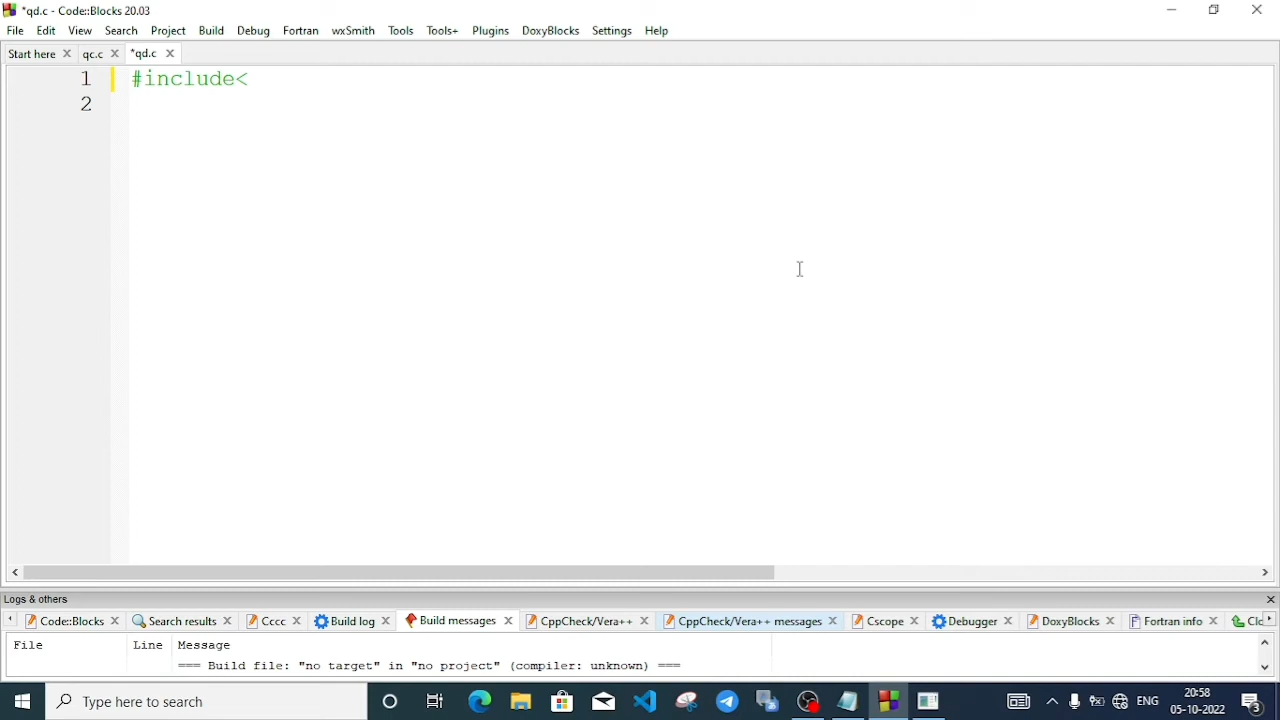 *qd.c - Code::Blocks 20.03
File Edit View Search Project Build Debug Fortran wxSmith Tools Tools+ Plugins DoxyBlocks Settings Help
Start here qc.c *qd.c
1 #include<
2
Logs & others
Code::Blocks Search results Cccc Build log Build messages CppCheck/Vera++ CppCheck/Vera++ messages Cscope Debugger DoxyBlocks Fortran info Clo
File Line Message
=== Build file: "no target" in "no project" (compiler: unknown) ===
Type here to search ENG 20:58
05-10-2022 3